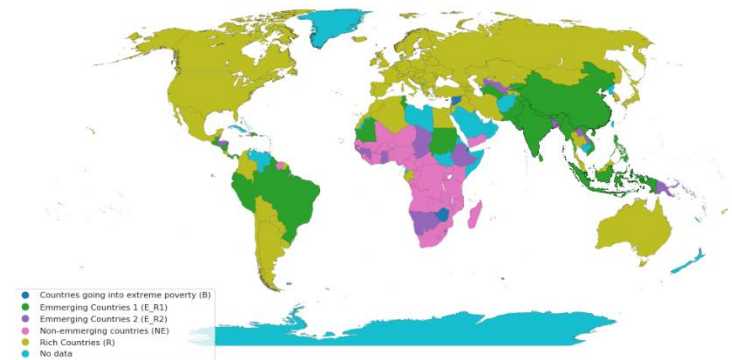 Countries going into extreme poverty (B)
Emmerging Countries 1 (E_R1)
Emmerging Countries 2 (E_R2)
Non-emmerging countries (NE)
Rich Countries (R)
No data